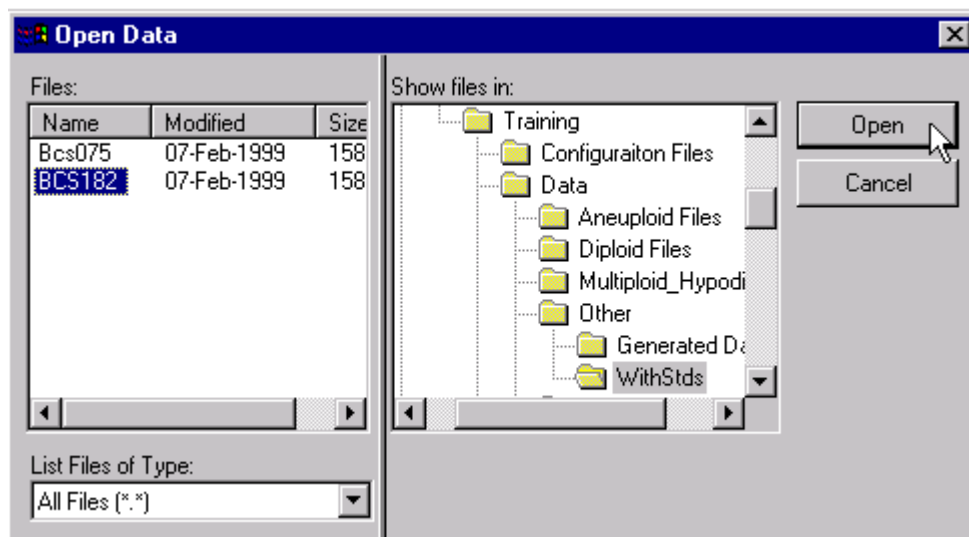 Open Data
Files:
Name Modified Size
Bcs075 07-Feb-1999 158
BCS182 07-Feb-1999 158
List Files of Type:
All Files (*.*)
Show files in:
Training
Configuraiton Files
Data
Aneuploid Files
Diploid Files
Multiploid_Hypodi
Other
Generated Da
WithStds
Open
Cancel